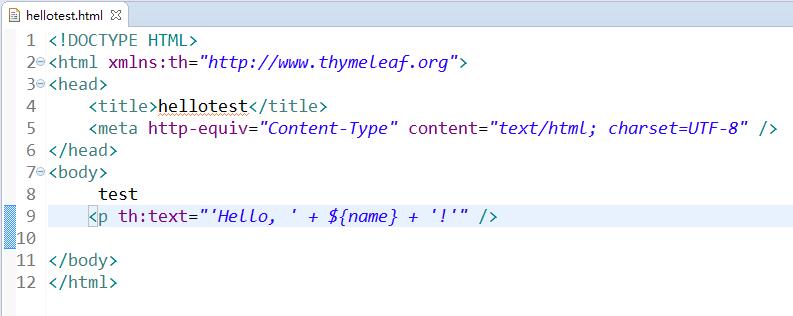 hellotest.html
1 <!DOCTYPE HTML>
2 <html xmlns:th="http://www.thymeleaf.org">
3 <head>
4     <title>hellotest</title>
5     <meta http-equiv="Content-Type" content="text/html; charset=UTF-8" />
6 </head>
7 <body>
8      test
9     <p th:text="'Hello, ' + ${name} + '!'" />
10
11 </body>
12 </html>